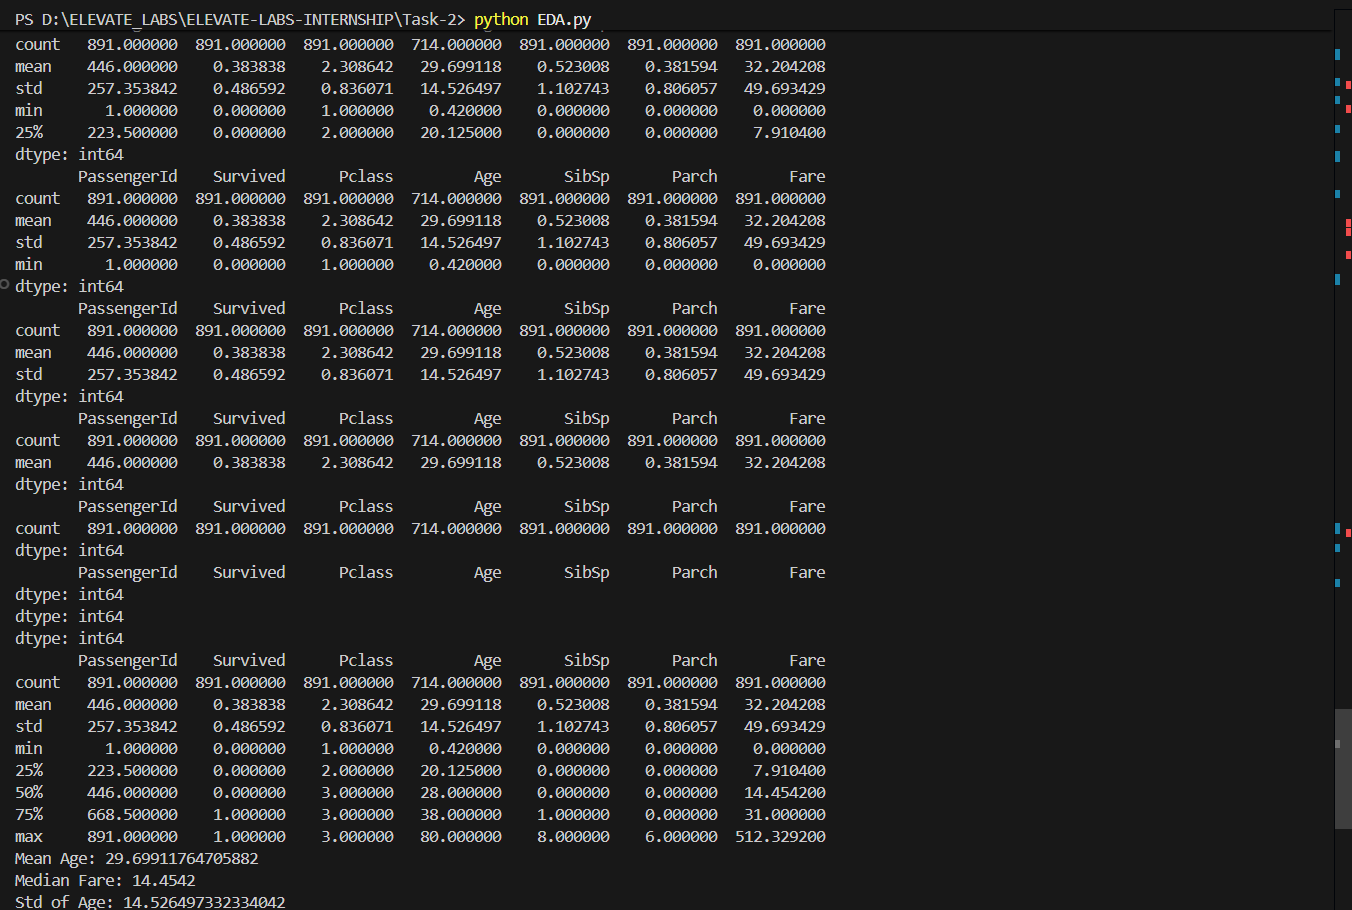 PS D:\ELEVATE_LABS\ELEVATE-LABS-INTERNSHIP\Task-2> python EDA.py
count   891.000000  891.000000  891.000000  714.000000  891.000000  891.000000  891.000000
mean    446.000000    0.383838    2.308642   29.699118    0.523008    0.381594   32.204208
std     257.353842    0.486592    0.836071   14.526497    1.102743    0.806057   49.693429
min       1.000000    0.000000    1.000000    0.420000    0.000000    0.000000    0.000000
25%     223.500000    0.000000    2.000000   20.125000    0.000000    0.000000    7.910400
dtype: int64
       PassengerId    Survived      Pclass         Age       SibSp       Parch        Fare
count   891.000000  891.000000  891.000000  714.000000  891.000000  891.000000  891.000000
mean    446.000000    0.383838    2.308642   29.699118    0.523008    0.381594   32.204208
std     257.353842    0.486592    0.836071   14.526497    1.102743    0.806057   49.693429
min       1.000000    0.000000    1.000000    0.420000    0.000000    0.000000    0.000000
dtype: int64
       PassengerId    Survived      Pclass         Age       SibSp       Parch        Fare
count   891.000000  891.000000  891.000000  714.000000  891.000000  891.000000  891.000000
mean    446.000000    0.383838    2.308642   29.699118    0.523008    0.381594   32.204208
std     257.353842    0.486592    0.836071   14.526497    1.102743    0.806057   49.693429
dtype: int64
       PassengerId    Survived      Pclass         Age       SibSp       Parch        Fare
count   891.000000  891.000000  891.000000  714.000000  891.000000  891.000000  891.000000
mean    446.000000    0.383838    2.308642   29.699118    0.523008    0.381594   32.204208
dtype: int64
       PassengerId    Survived      Pclass         Age       SibSp       Parch        Fare
count   891.000000  891.000000  891.000000  714.000000  891.000000  891.000000  891.000000
dtype: int64
       PassengerId    Survived      Pclass         Age       SibSp       Parch        Fare
dtype: int64
dtype: int64
dtype: int64
       PassengerId    Survived      Pclass         Age       SibSp       Parch        Fare
count   891.000000  891.000000  891.000000  714.000000  891.000000  891.000000  891.000000
mean    446.000000    0.383838    2.308642   29.699118    0.523008    0.381594   32.204208
std     257.353842    0.486592    0.836071   14.526497    1.102743    0.806057   49.693429
min       1.000000    0.000000    1.000000    0.420000    0.000000    0.000000    0.000000
25%     223.500000    0.000000    2.000000   20.125000    0.000000    0.000000    7.910400
50%     446.000000    0.000000    3.000000   28.000000    0.000000    0.000000   14.454200
75%     668.500000    1.000000    3.000000   38.000000    1.000000    0.000000   31.000000
max     891.000000    1.000000    3.000000   80.000000    8.000000    6.000000  512.329200
Mean Age: 29.69911764705882
Median Fare: 14.4542
Std of Age: 14.526497332334042